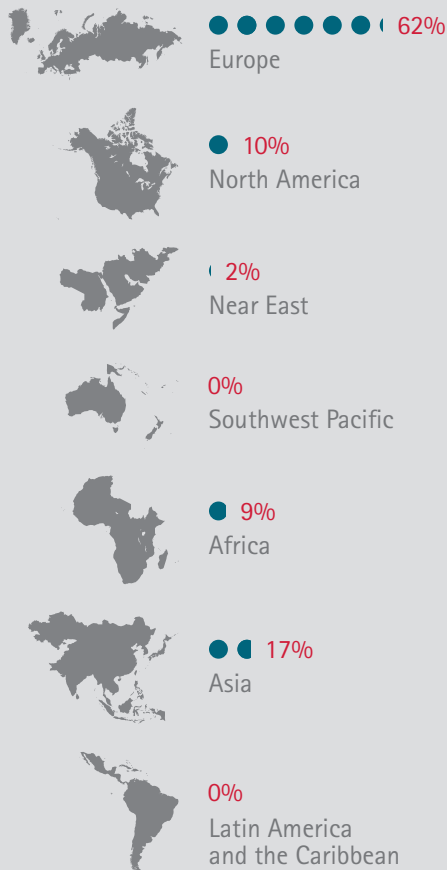 62%
Europe
10%
North America
2%
Near East
0%
Southwest Pacific
9%
Africa
17%
Asia
0%
Latin America
and the Caribbean